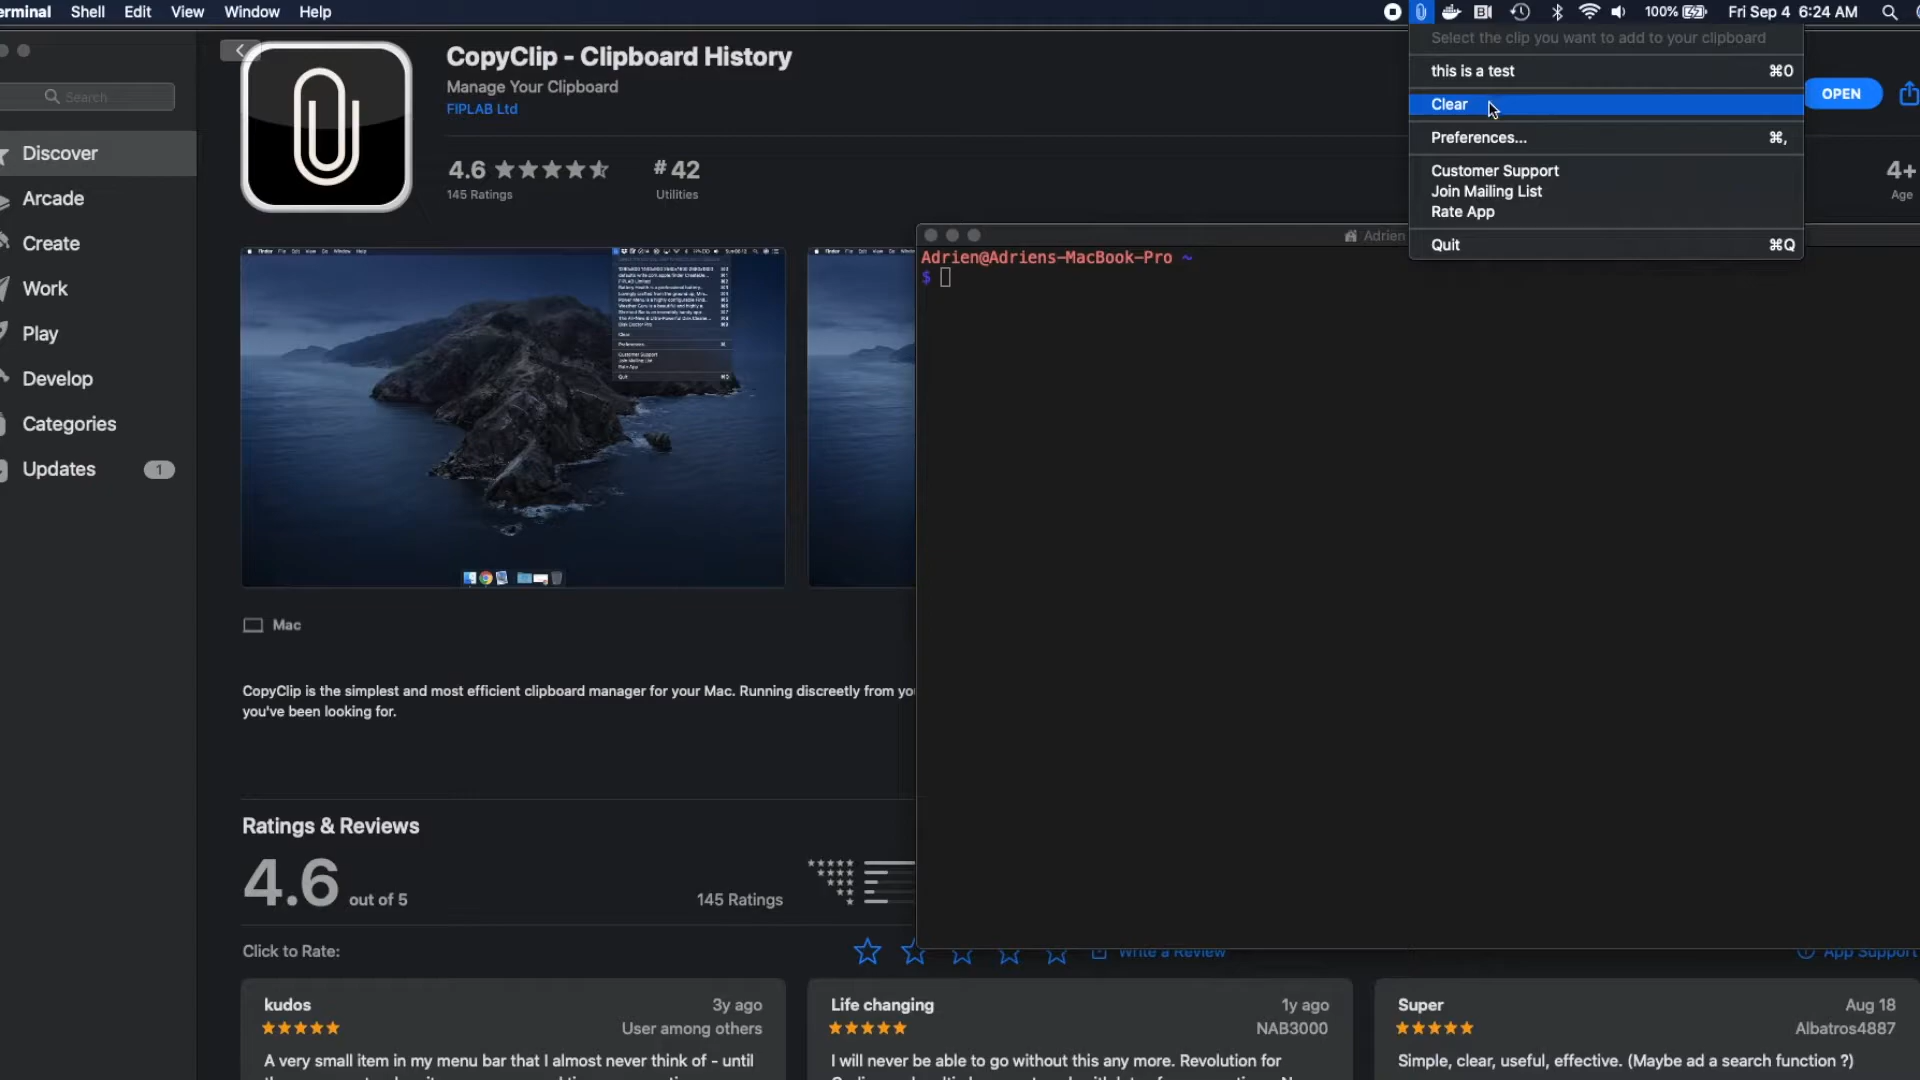 erminal Shell Edit View Window Help
100% Fri Sep 4 6:24 AM
Select the clip you want to add to your clipboard
this is a test ⌘0
Clear
Preferences... ⌘,
Customer Support
Join Mailing List
Rate App
Quit ⌘Q
Search
Discover
Arcade
Create
Work
Play
Develop
Categories
Updates 1
CopyClip - Clipboard History
Manage Your Clipboard
FIPLAB Ltd
OPEN
4.6
145 Ratings
#42
Utilities
4+
Age
Adrien
Adrien@Adriens-MacBook-Pro ~
$
Mac
CopyClip is the simplest and most efficient clipboard manager for your Mac. Running discreetly from yo
you've been looking for.
Ratings & Reviews
4.6 out of 5
145 Ratings
Click to Rate:
Write a Review
App Support
kudos 3y ago
User among others
A very small item in my menu bar that I almost never think of - until
Life changing 1y ago
NAB3000
I will never be able to go without this any more. Revolution for
Super Aug 18
Albatros4887
Simple, clear, useful, effective. (Maybe ad a search function ?)